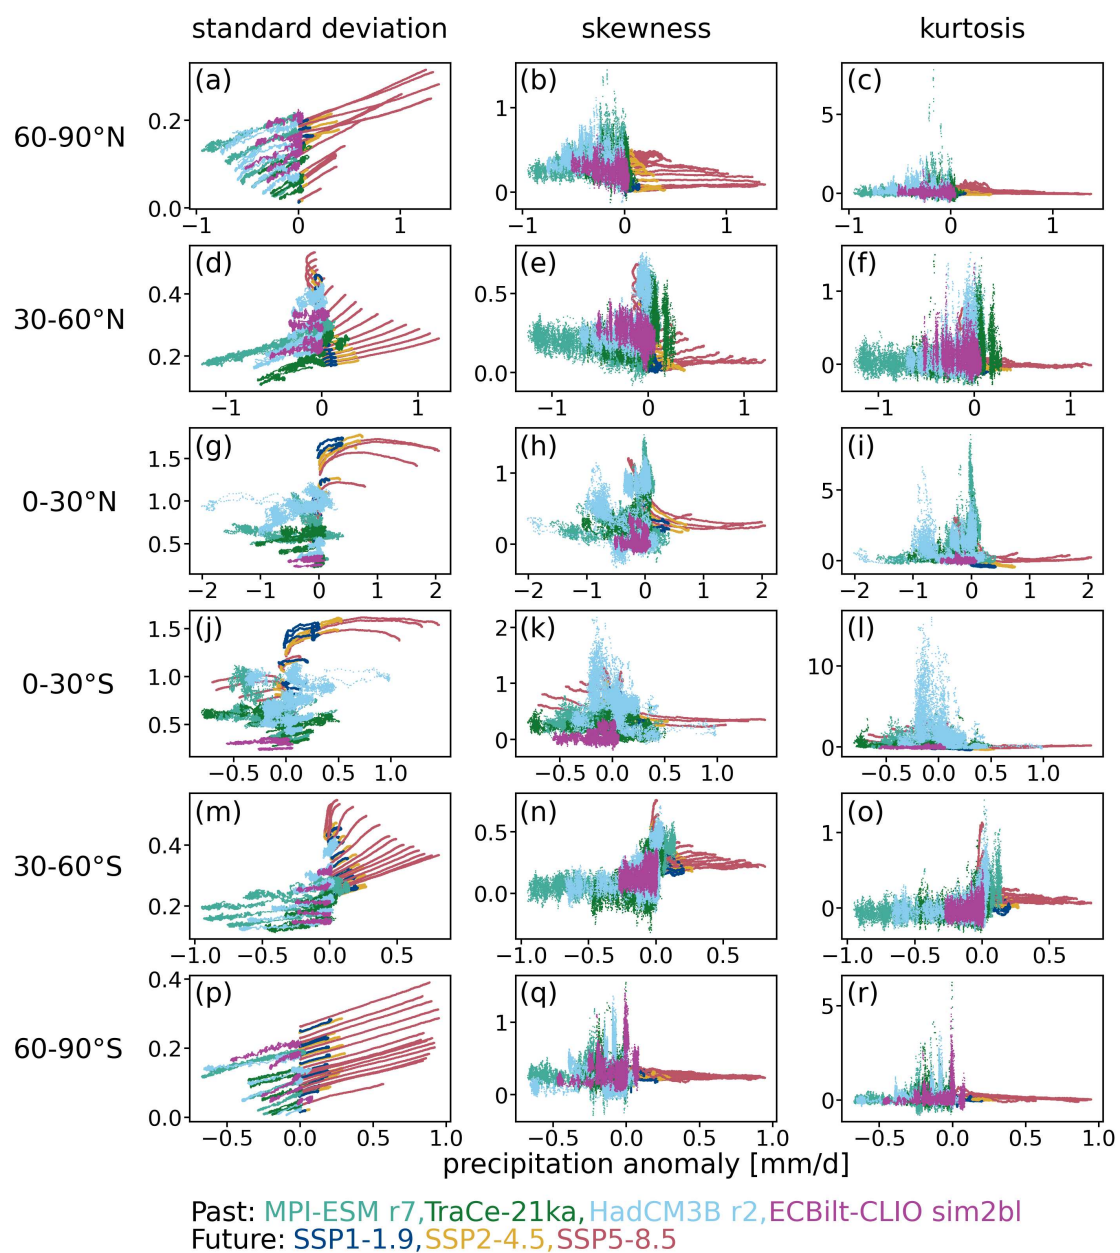 standard deviation skewness kurtosis
(a) (b) (c)
60-90°N
0.2 1 5
0.0 0 0
−1 0 1 −1 0 1 −1 0 1
(d) (e) (f)
0.4 0.5 1
30-60°N
0.2 0.0 0
−1 0 1 −1 0 1 −1 0 1
(g) (h) (i)
1.5 1 5
0-30°N
1.0
0.5 0 0
−2 −1 0 1 2 −2 −1 0 1 2 −2 −1 0 1 2
(j) (k) (l)
1.5 2 10
0-30°S
1.0 1
0.5 0 0
−0.5 0.0 0.5 1.0 −0.5 0.0 0.5 1.0 −0.5 0.0 0.5 1.0
(m) (n) (o)
0.4 0.5 1
30-60°S
0.2 0.0 0
−1.0 −0.5 0.0 0.5 −1.0 −0.5 0.0 0.5 −1.0 −0.5 0.0 0.5
(p) (q) (r)
0.4 1 5
60-90°S
0.2
0.0 0 0
−0.5 0.0 0.5 1.0 −0.5 0.0 0.5 1.0 −0.5 0.0 0.5 1.0
precipitation anomaly [mm/d]
Past: MPI-ESM r7,TraCe-21ka,HadCM3B r2,ECBilt-CLIO sim2bl
Future: SSP1-1.9,SSP2-4.5,SSP5-8.5